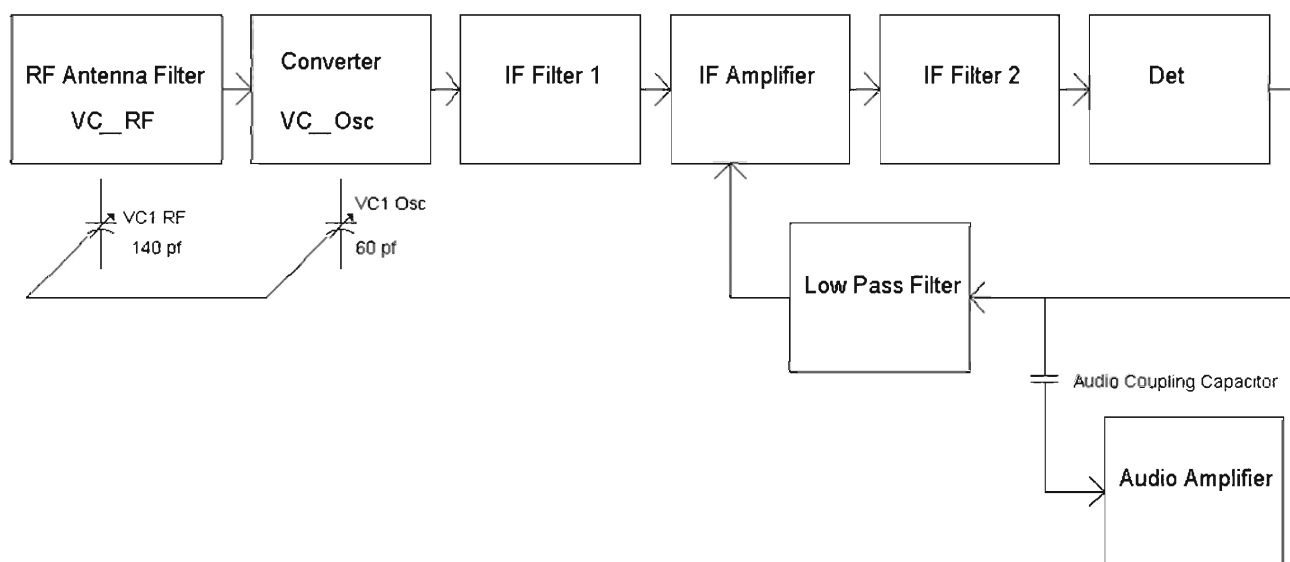 RF Antenna Filter
VC__RF
Converter
VC__Osc
IF Filter 1
IF Amplifier
IF Filter 2
Det
VC1 RF
140 pf
VC1 Osc
60 pf
Low Pass Filter
Audio Coupling Capacitor
Audio Amplifier